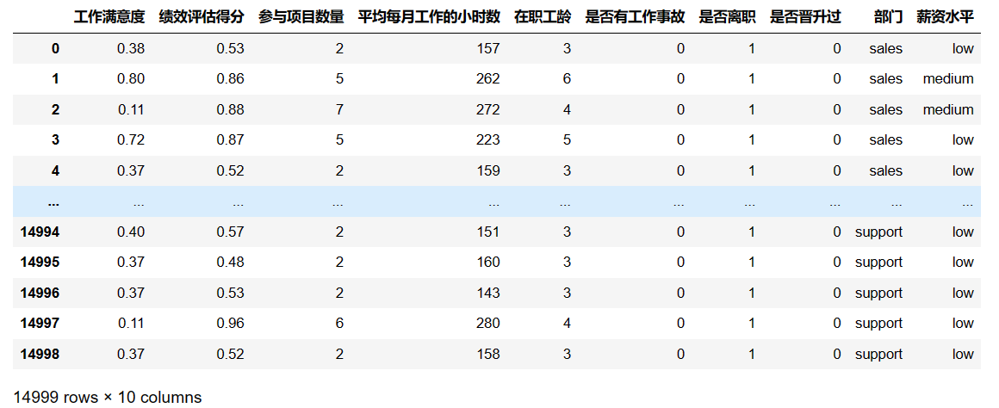 工作满意度 绩效评估得分 参与项目数量 平均每月工作的小时数 在职工龄 是否有工作事故 是否离职 是否晋升过 部门 薪资水平
0 0.38 0.53 2 157 3 0 1 0 sales low
1 0.80 0.86 5 262 6 0 1 0 sales medium
2 0.11 0.88 7 272 4 0 1 0 sales medium
3 0.72 0.87 5 223 5 0 1 0 sales low
4 0.37 0.52 2 159 3 0 1 0 sales low
... ... ... ... ... ... ... ... ... ... ...
14994 0.40 0.57 2 151 3 0 1 0 support low
14995 0.37 0.48 2 160 3 0 1 0 support low
14996 0.37 0.53 2 143 3 0 1 0 support low
14997 0.11 0.96 6 280 4 0 1 0 support low
14998 0.37 0.52 2 158 3 0 1 0 support low
14999 rows × 10 columns